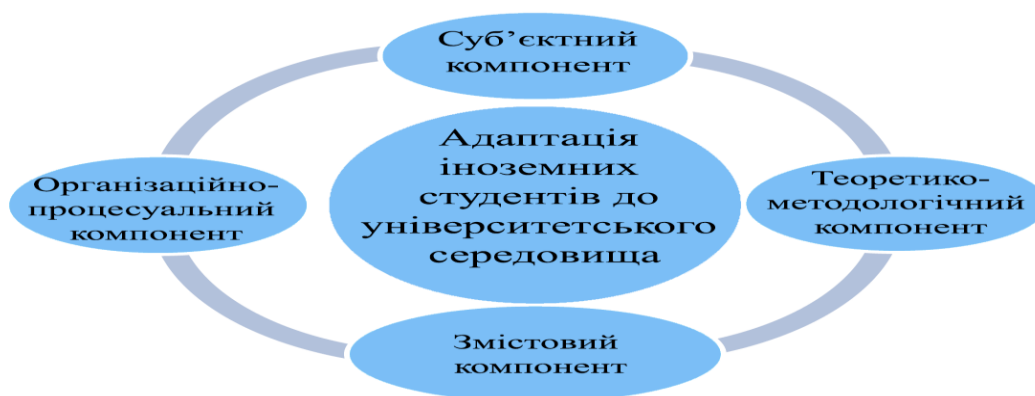 Суб’єктний
компонент
Адаптація
іноземних
студентів до
університетського
середовища
Організаційно-
процесуальний
компонент
Теоретико-
методологічний
компонент
Змістовий
компонент